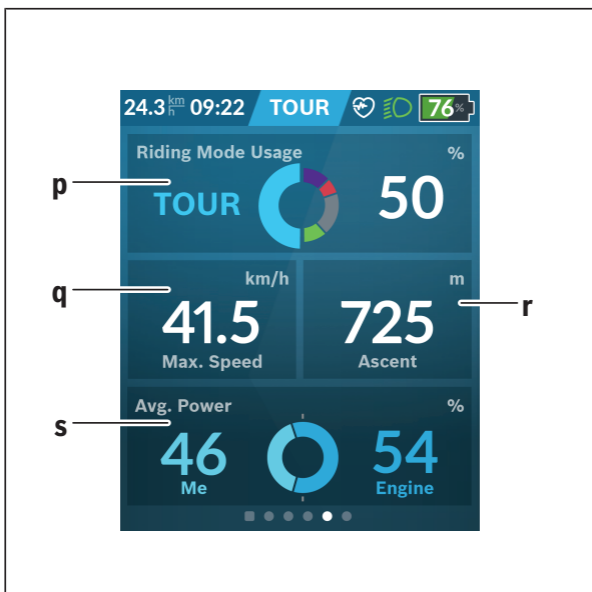 24.3 km/h 09:22 TOUR 76%
Riding Mode Usage %
p
TOUR 50
km/h m
q
41.5 725
r
Max. Speed Ascent
Avg. Power %
s
46 54
Me Engine